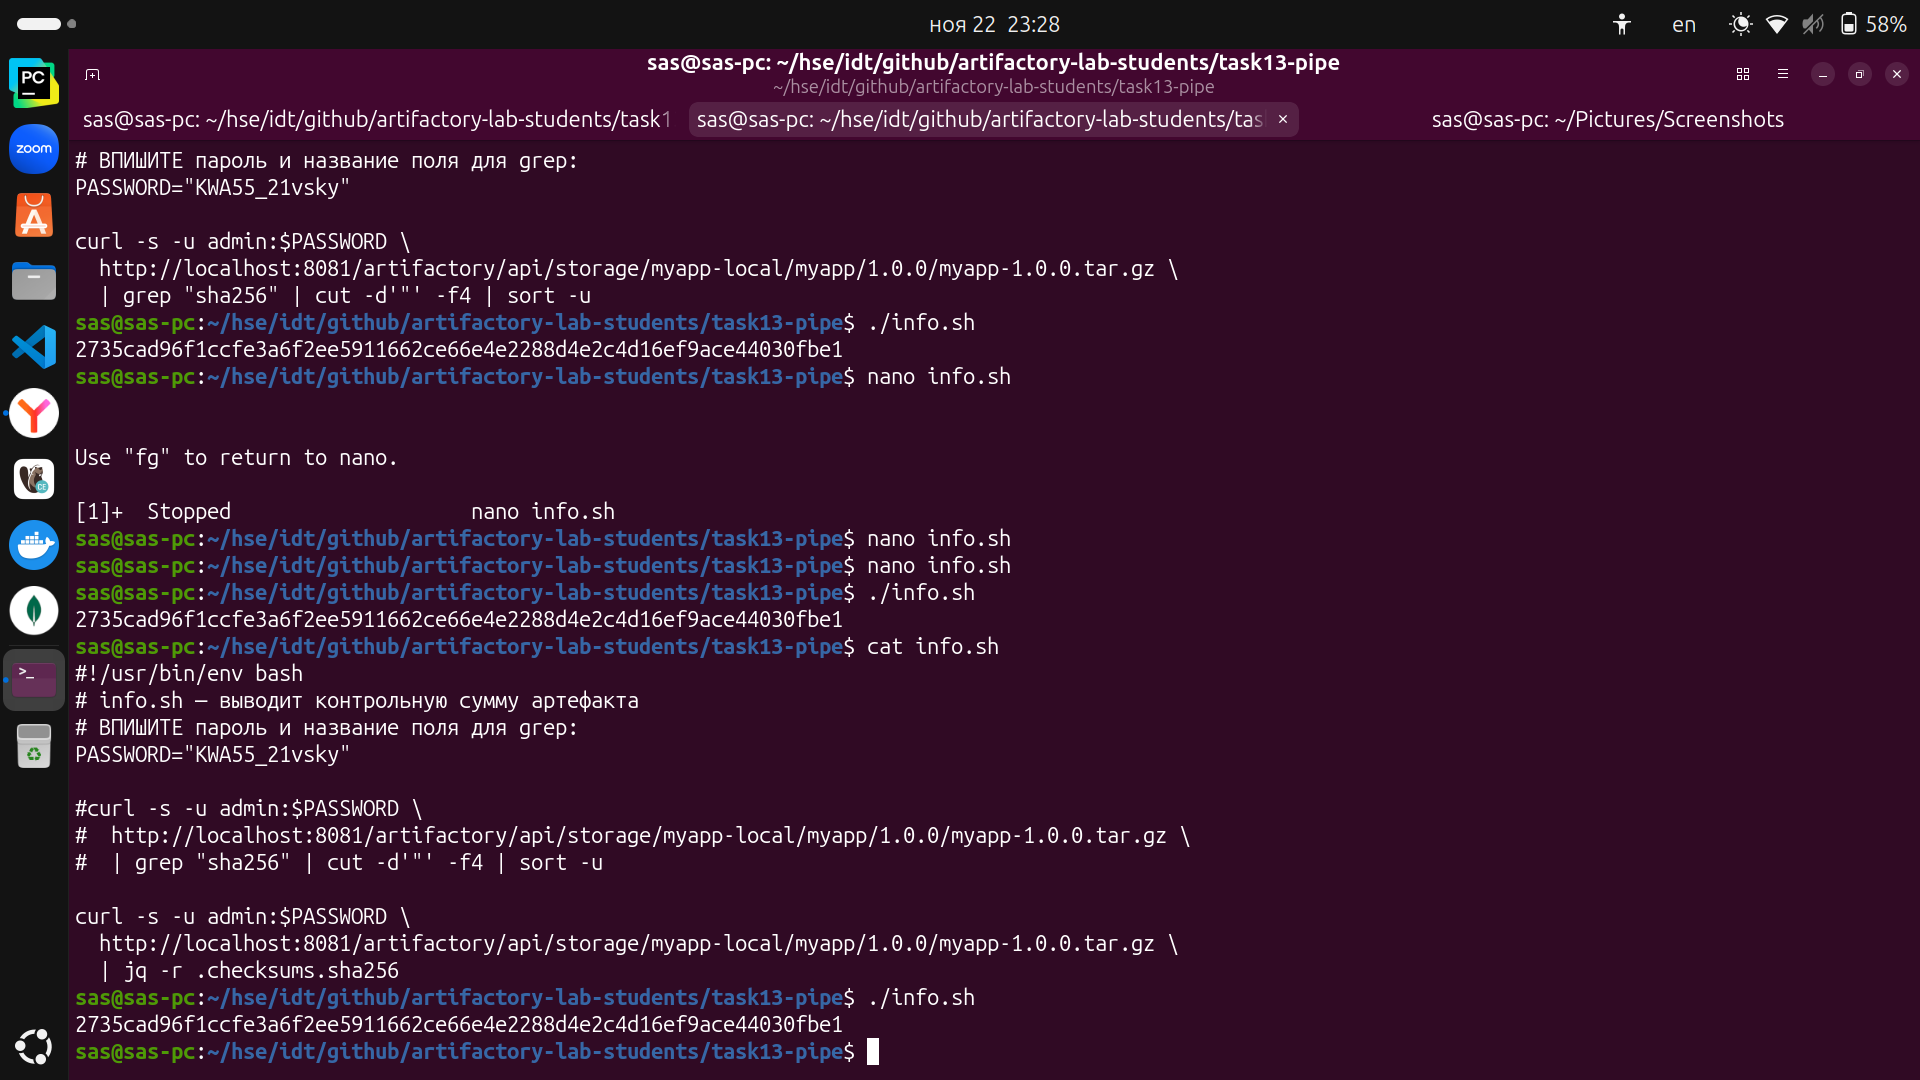 ноя 22 23:28
en
58%
sas@sas-pc: ~/hse/idt/github/artifactory-lab-students/task13-pipe
~/hse/idt/github/artifactory-lab-students/task13-pipe
sas@sas-pc: ~/hse/idt/github/artifactory-lab-students/task1
sas@sas-pc: ~/hse/idt/github/artifactory-lab-students/tas
sas@sas-pc: ~/Pictures/Screenshots
PC
zoom
# ВПИШИТЕ пароль и название поля для grep:
PASSWORD="KWA55_21vsky"
curl -s -u admin:$PASSWORD \
  http://localhost:8081/artifactory/api/storage/myapp-local/myapp/1.0.0/myapp-1.0.0.tar.gz \
  | grep "sha256" | cut -d'"' -f4 | sort -u
sas@sas-pc:~/hse/idt/github/artifactory-lab-students/task13-pipe$ ./info.sh
2735cad96f1ccfe3a6f2ee5911662ce66e4e2288d4e2c4d16ef9ace44030fbe1
sas@sas-pc:~/hse/idt/github/artifactory-lab-students/task13-pipe$ nano info.sh
Use "fg" to return to nano.
[1]+  Stopped                    nano info.sh
sas@sas-pc:~/hse/idt/github/artifactory-lab-students/task13-pipe$ nano info.sh
sas@sas-pc:~/hse/idt/github/artifactory-lab-students/task13-pipe$ nano info.sh
sas@sas-pc:~/hse/idt/github/artifactory-lab-students/task13-pipe$ ./info.sh
2735cad96f1ccfe3a6f2ee5911662ce66e4e2288d4e2c4d16ef9ace44030fbe1
sas@sas-pc:~/hse/idt/github/artifactory-lab-students/task13-pipe$ cat info.sh
#!/usr/bin/env bash
# info.sh — выводит контрольную сумму артефакта
# ВПИШИТЕ пароль и название поля для grep:
PASSWORD="KWA55_21vsky"
#curl -s -u admin:$PASSWORD \
#  http://localhost:8081/artifactory/api/storage/myapp-local/myapp/1.0.0/myapp-1.0.0.tar.gz \
#  | grep "sha256" | cut -d'"' -f4 | sort -u
curl -s -u admin:$PASSWORD \
  http://localhost:8081/artifactory/api/storage/myapp-local/myapp/1.0.0/myapp-1.0.0.tar.gz \
  | jq -r .checksums.sha256
sas@sas-pc:~/hse/idt/github/artifactory-lab-students/task13-pipe$ ./info.sh
2735cad96f1ccfe3a6f2ee5911662ce66e4e2288d4e2c4d16ef9ace44030fbe1
sas@sas-pc:~/hse/idt/github/artifactory-lab-students/task13-pipe$